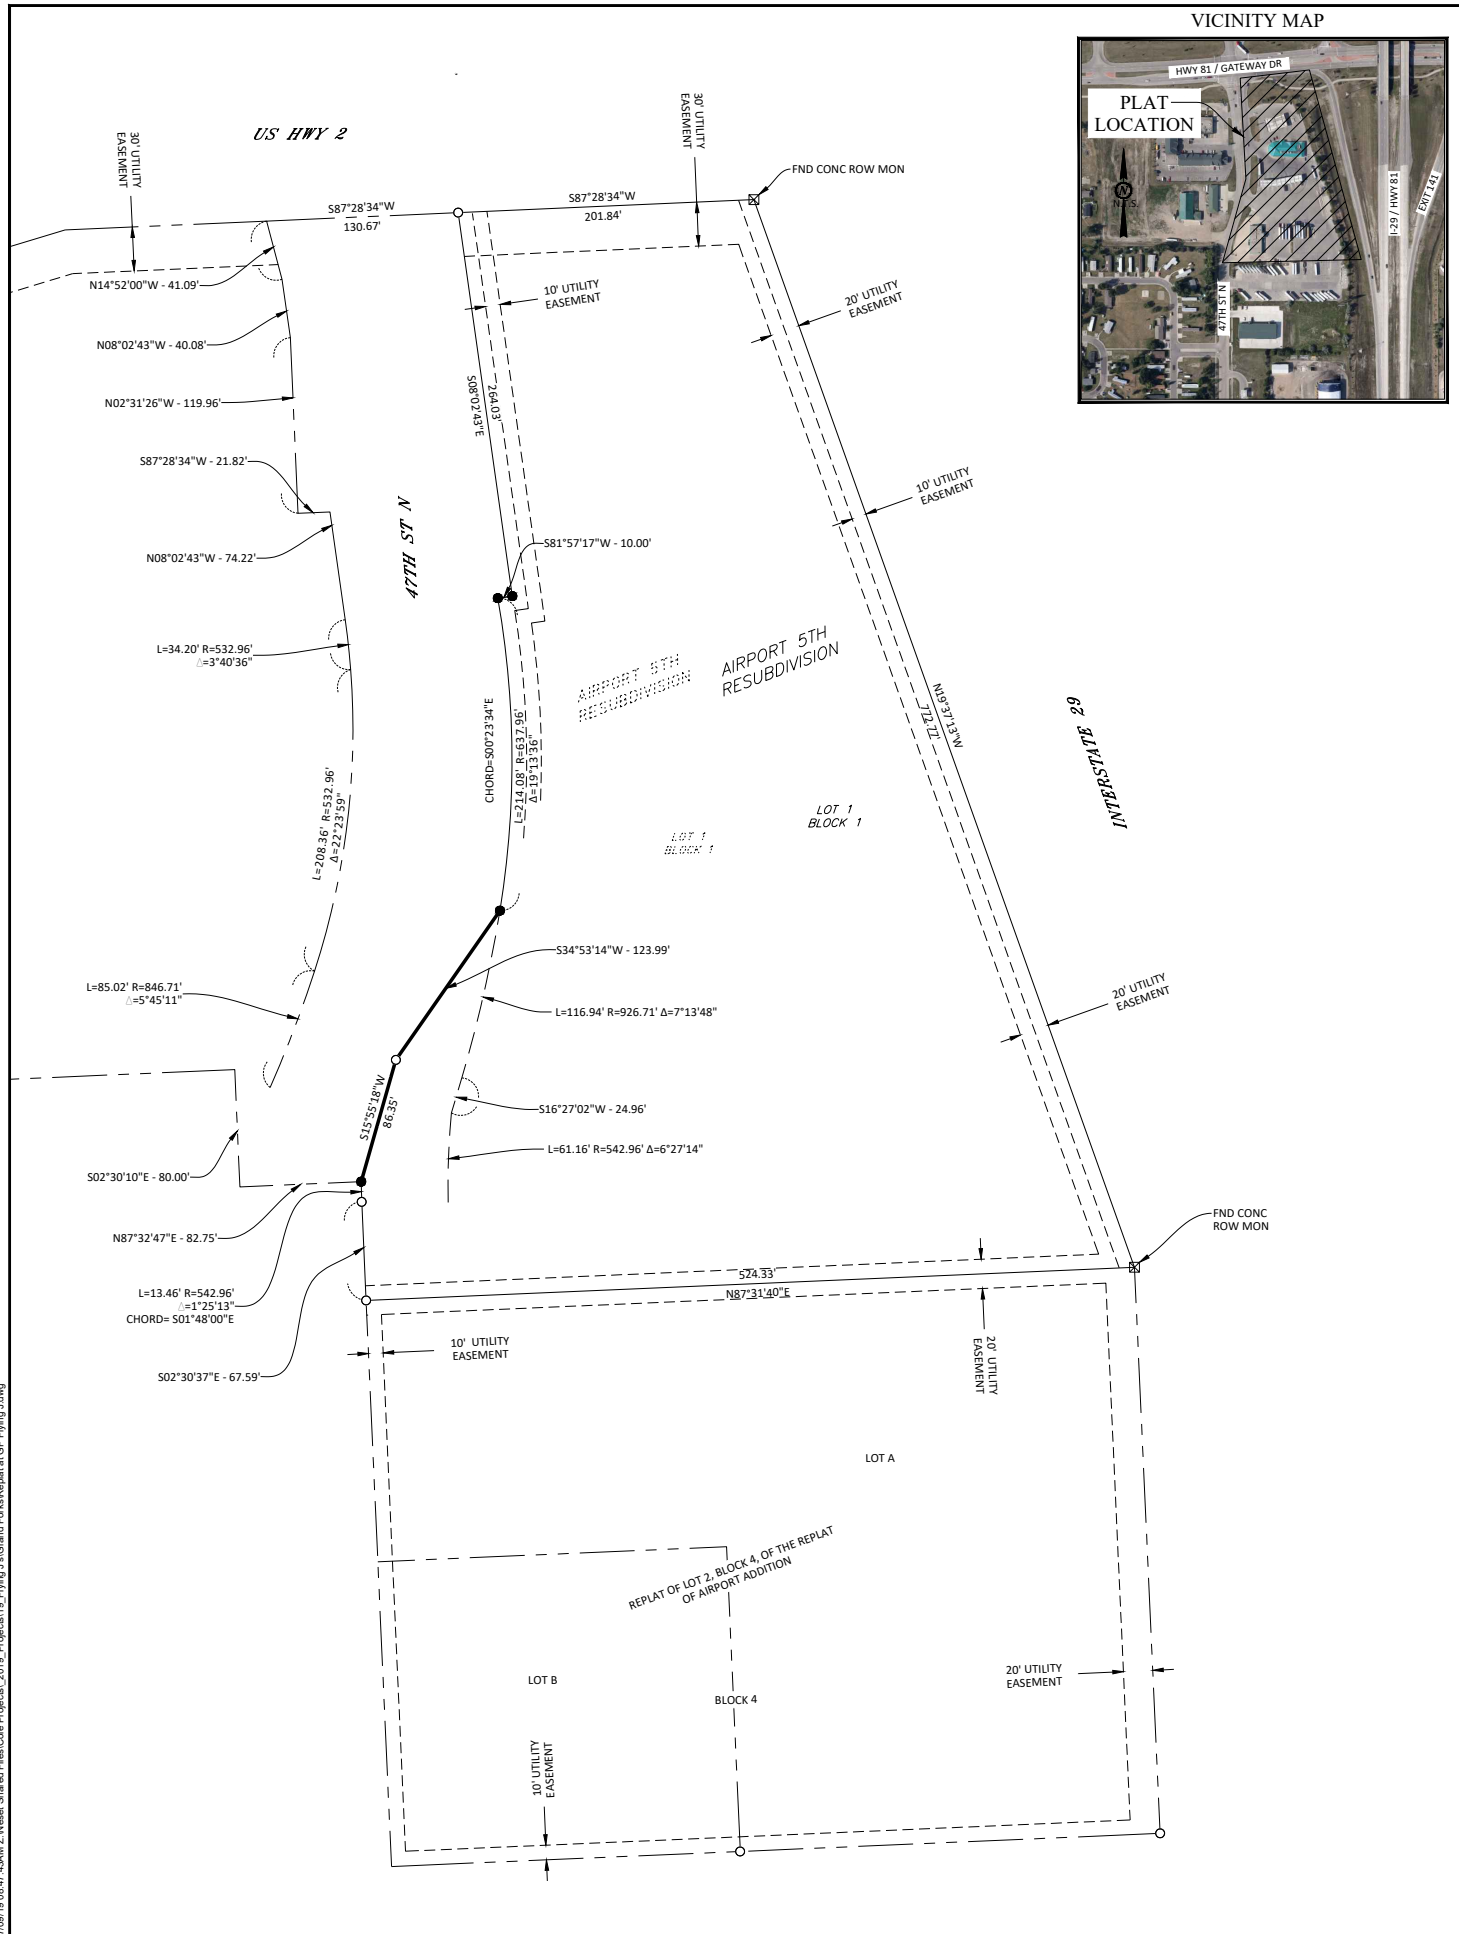 VICINITY MAP
HWY 81 / GATEWAY DR
PLAT
LOCATION
N
N.T.S.
I-29 / HWY 81
EXIT 141
47TH ST N
US HWY 2
30' UTILITY
EASEMENT
30' UTILITY
EASEMENT
FND CONC ROW MON
S87°28'34"W
130.67'
S87°28'34"W
201.84'
N14°52'00"W - 41.09'
10' UTILITY
EASEMENT
20' UTILITY
EASEMENT
N08°02'43"W - 40.08'
N02°31'26"W - 119.96'
S08°02'43"E
264.03'
S87°28'34"W - 21.82'
10' UTILITY
EASEMENT
47TH ST N
N08°02'43"W - 74.22'
S81°57'17"W - 10.00'
L=34.20' R=532.96'
△=3°40'36"
AIRPORT 5TH
RESUBDIVISION
AIRPORT 5TH
RESUBDIVISION
N19°37'13"W
772.77'
INTERSTATE 29
CHORD=S00°23'34"E
L=214.08' R=637.96'
Δ=19°13'36"
L=208.36' R=532.96'
Δ=22°23'59"
LOT 1
BLOCK 1
LOT 1
BLOCK 1
S34°53'14"W - 123.99'
L=85.02' R=846.71'
△=5°45'11"
20' UTILITY
EASEMENT
L=116.94' R=926.71' Δ=7°13'48"
S15°55'18"W
86.35'
S16°27'02"W - 24.96'
L=61.16' R=542.96' Δ=6°27'14"
S02°30'10"E - 80.00'
N87°32'47"E - 82.75'
FND CONC
ROW MON
L=13.46' R=542.96'
△=1°25'13"
CHORD= S01°48'00"E
524.33'
N87°31'40"E
10' UTILITY
EASEMENT
20' UTILITY
EASEMENT
S02°30'37"E - 67.59'
LOT A
REPLAT OF LOT 2, BLOCK 4, OF THE REPLAT
OF AIRPORT ADDITION
20' UTILITY
EASEMENT
LOT B
BLOCK 4
10' UTILITY
EASEMENT